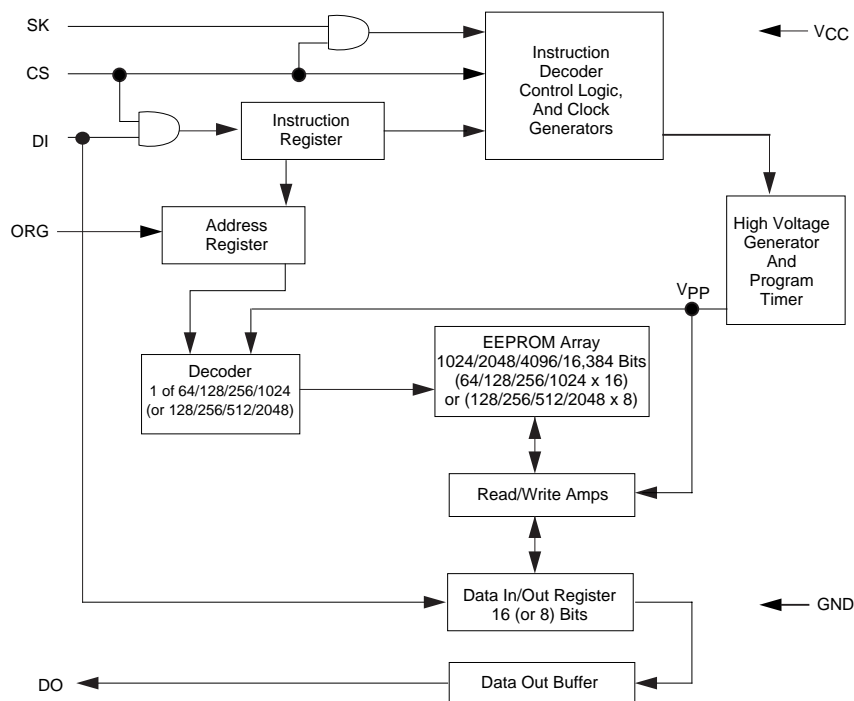 SK
CS
DI
ORG
Instruction
Decoder
Control Logic,
And Clock
Generators
VCC
Instruction
Register
Address
Register
High Voltage
Generator
And
Program
Timer
VPP
Decoder
1 of 64/128/256/1024
(or 128/256/512/2048)
EEPROM Array
1024/2048/4096/16,384 Bits
(64/128/256/1024 x 16)
or (128/256/512/2048 x 8)
Read/Write Amps
Data In/Out Register
16 (or 8) Bits
GND
DO
Data Out Buffer